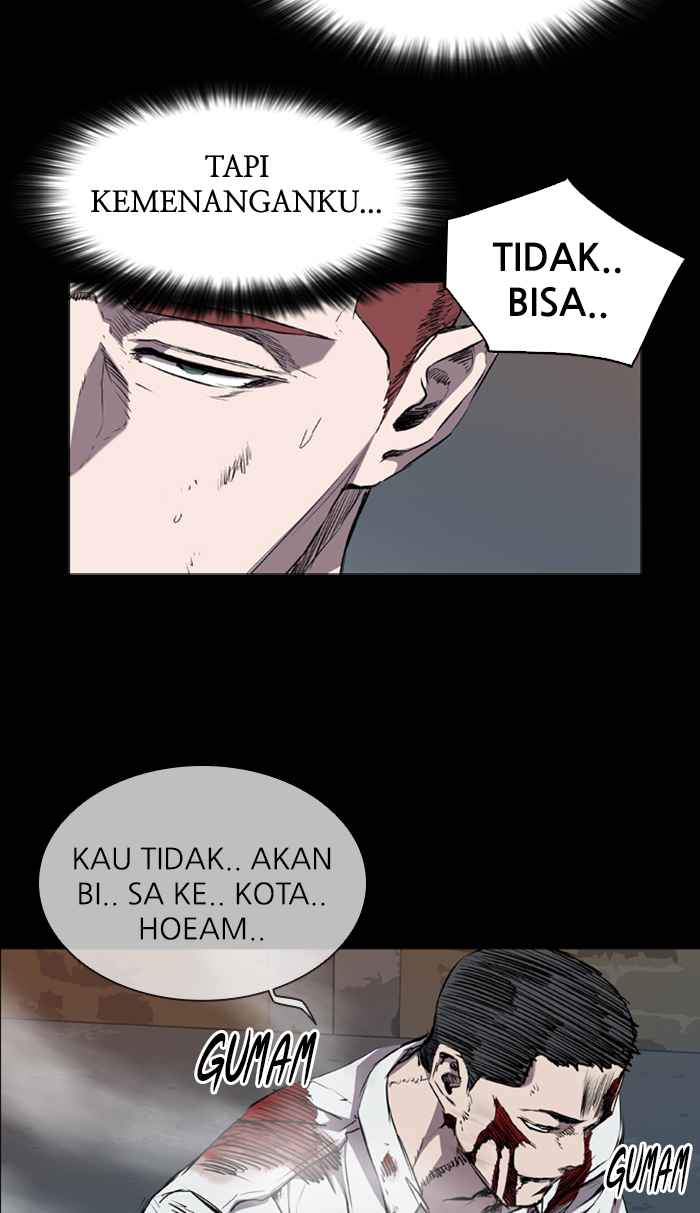 TAPI
KEMENANGANKU...
TIDAK..
BISA..
KAU TIDAK.. AKAN
BI.. SA KE.. KOTA..
HOEAM..
GUMAM
GUMAM